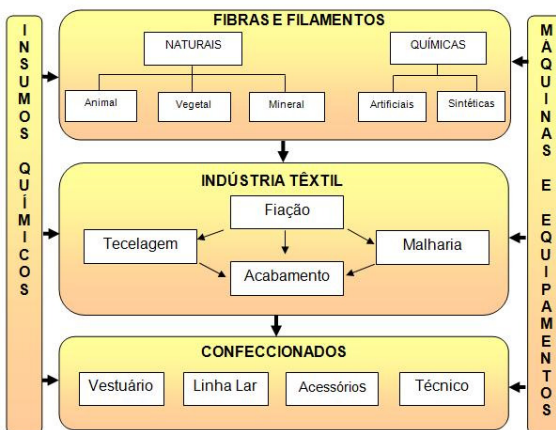 INSUMOS QUÍMICOS
FIBRAS E FILAMENTOS
NATURAIS
QUÍMICAS
Animal
Vegetal
Mineral
Artificiais
Sintéticas
INDÚSTRIA TÊXTIL
Fiação
Tecelagem
Malharia
Acabamento
CONFECCIONADOS
Vestuário
Linha Lar
Acessórios
Técnico
MÁQUINAS E EQUIPAMENTOS